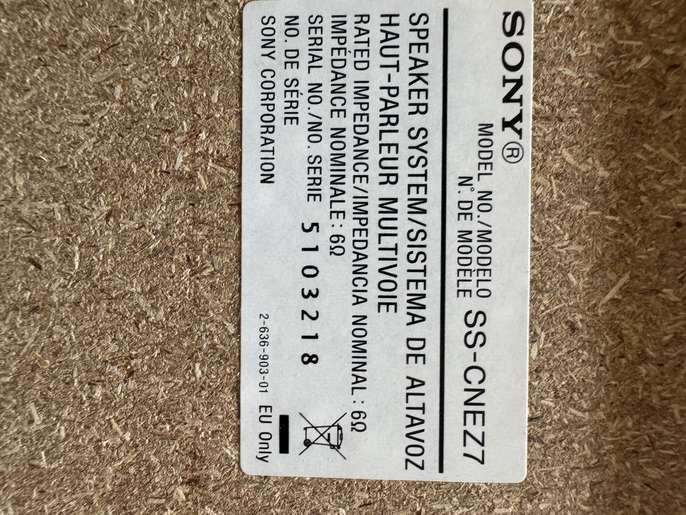 SONY®
MODEL NO./MODELO
N°. DE MODÈLE
SS-CNEZ7
SPEAKER SYSTEM/SISTEMA DE ALTAVOZ
HAUT-PARLEUR MULTIVOIE
RATED IMPEDANCE/IMPEDANCIA NOMINAL : 6Ω
IMPÉDANCE NOMINALE : 6Ω
SERIAL NO./NO. SERIE 5103218
NO. DE SÉRIE
SONY CORPORATION
2-636-903-01 EU Only